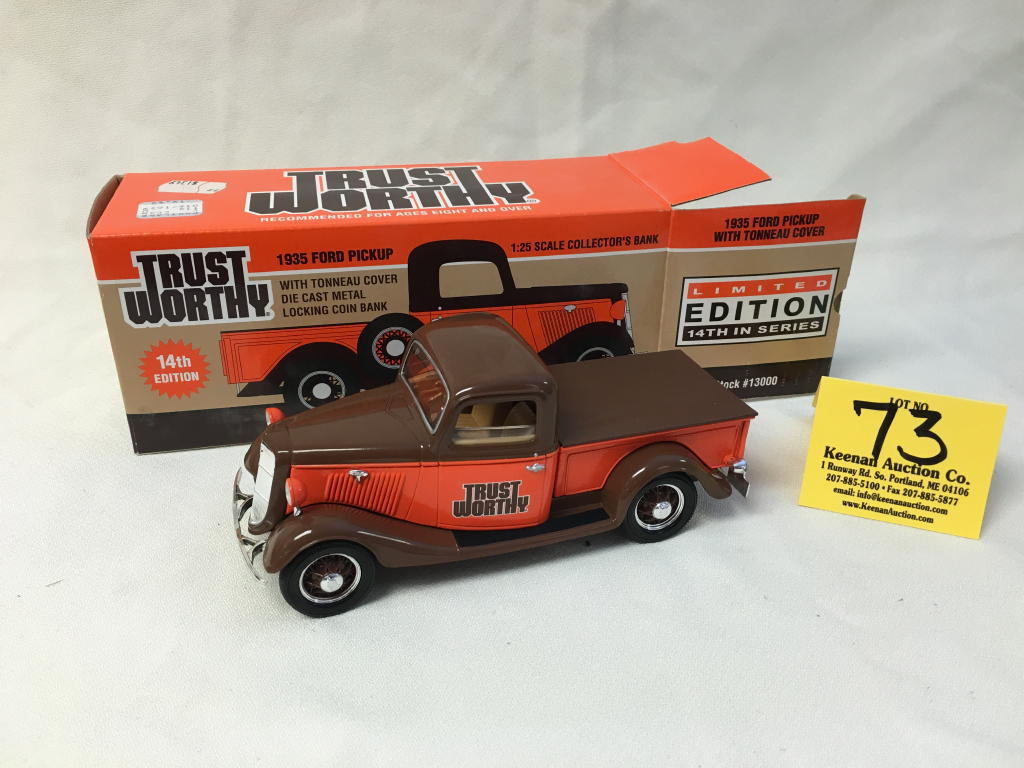 TRUST
WORTHY
RECOMMENDED FOR AGES EIGHT AND OVER
TRUST
WORTHY
1935 FORD PICKUP
1:25 SCALE COLLECTOR'S BANK
WITH TONNEAU COVER
DIE CAST METAL
LOCKING COIN BANK
14th
EDITION
1935 FORD PICKUP
WITH TONNEAU COVER
LIMITED
EDITION
14TH IN SERIES
#13000
TRUST
WORTHY
LOT NO.
73
Keenan Auction Co.
1 Runway Rd. So. Portland, ME 04106
207-885-5100 • Fax 207-885-5877
email: info@keenanauction.com
www.KeenanAuction.com